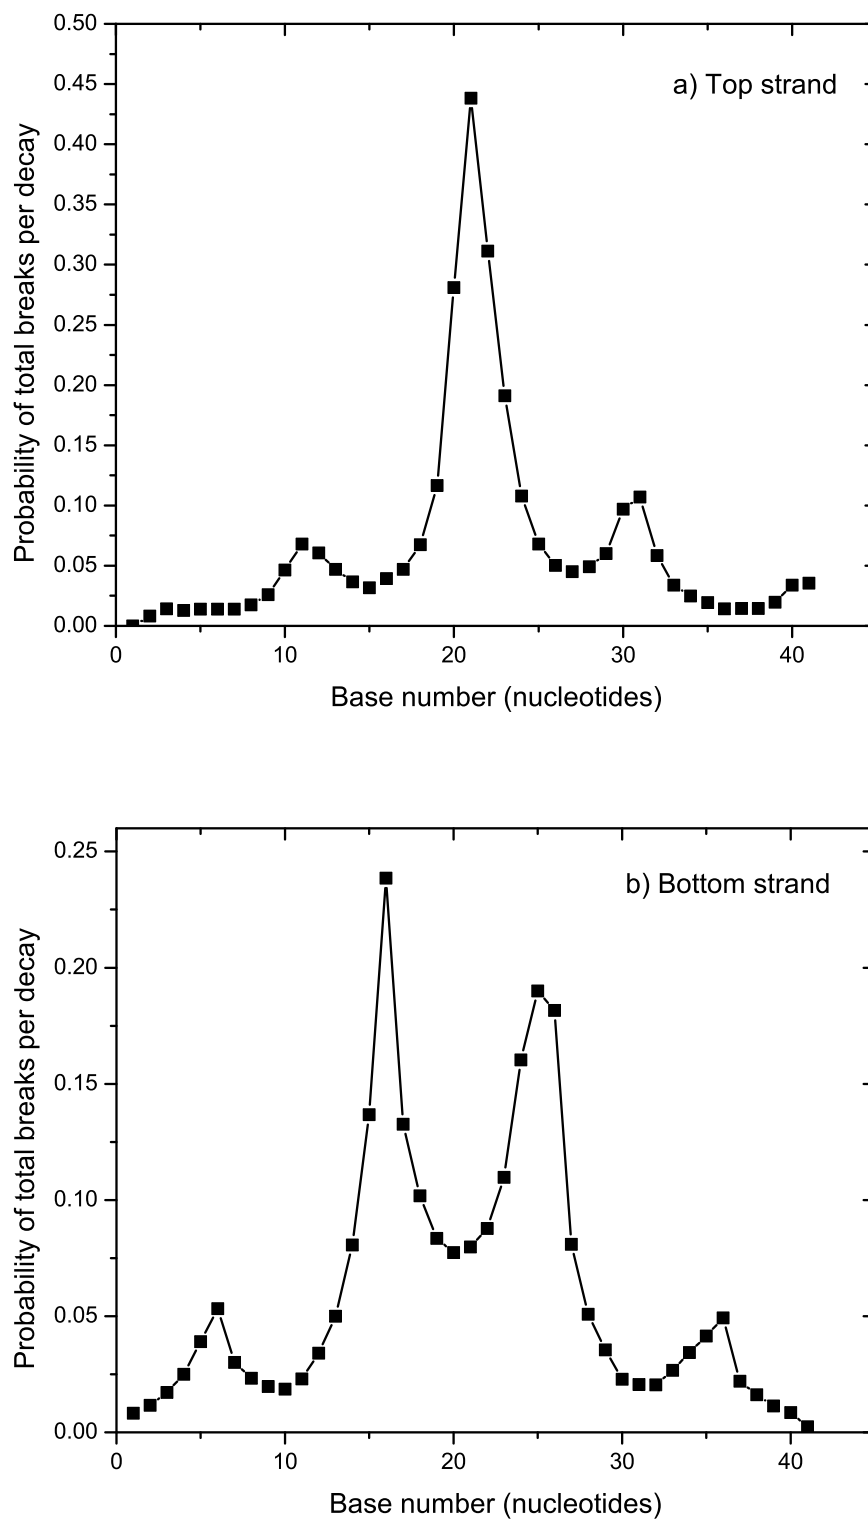 0.50
a) Top strand
0.45
0.40
0.35
0.30
0.25
0.20
0.15
0.10
0.05
0.00
Probability of total breaks per decay
0 10 20 30 40
Base number (nucleotides)
0.25
b) Bottom strand
0.20
0.15
0.10
0.05
0.00
Probability of total breaks per decay
0 10 20 30 40
Base number (nucleotides)